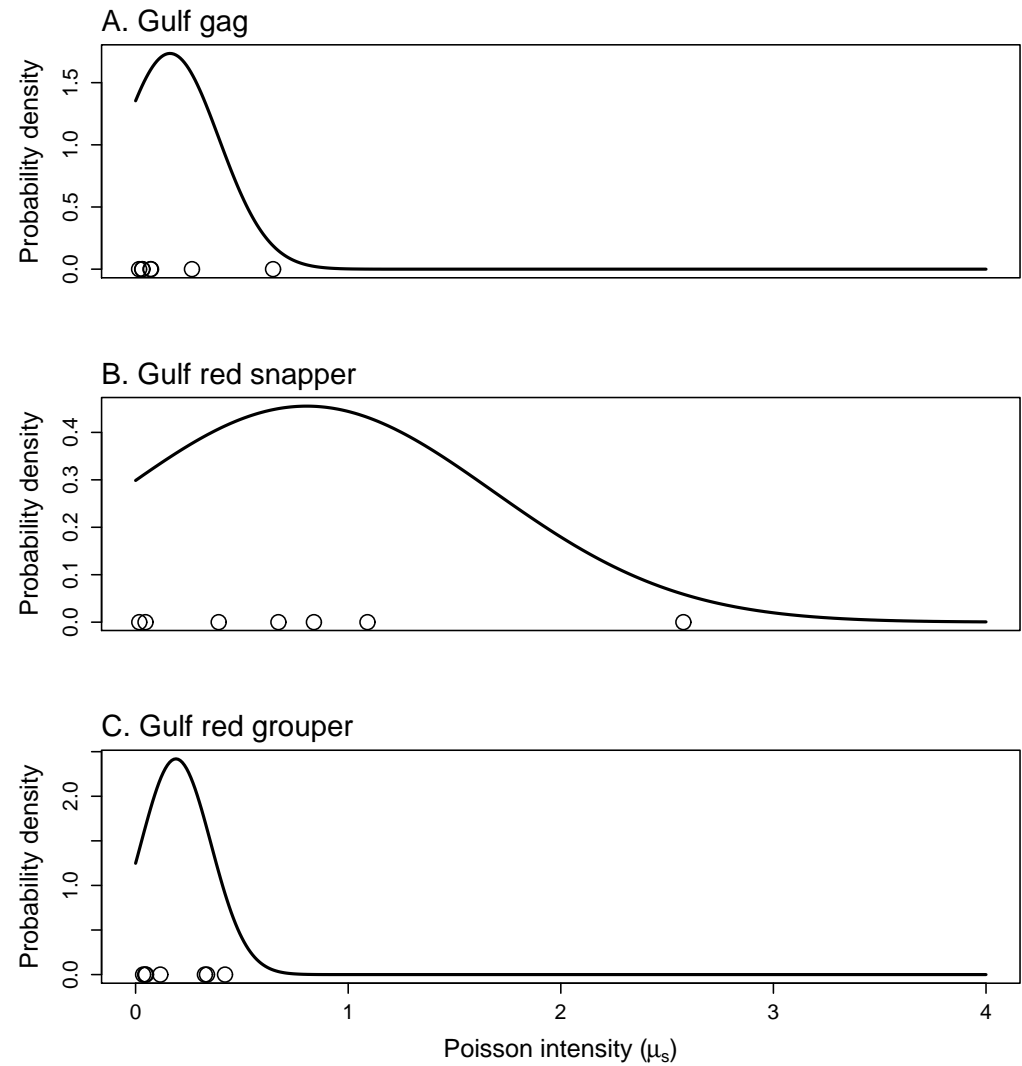 A. Gulf gag
Probability density
0.0 0.5 1.0 1.5
B. Gulf red snapper
Probability density
0.0 0.1 0.2 0.3 0.4
C. Gulf red grouper
Probability density
0.0 1.0 2.0
0 1 2 3 4
Poisson intensity (μs)